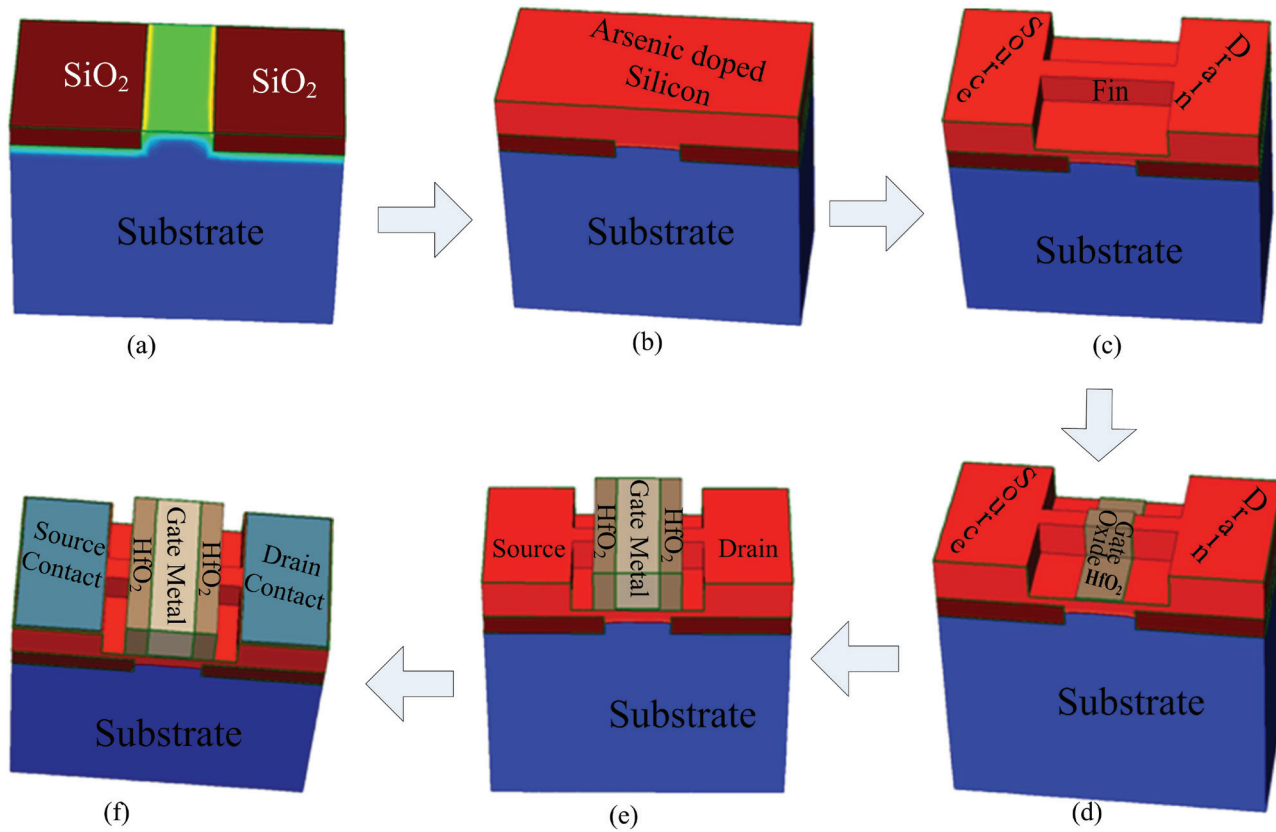 SiO₂
SiO₂
Substrate
(a)
Arsenic doped
Silicon
Substrate
(b)
Source
Drain
Fin
Substrate
(c)
Source
Drain
Gate
Oxide
HfO₂
Substrate
(d)
Source
HfO₂
Gate Metal
HfO₂
Drain
Substrate
(e)
Source
Contact
HfO₂
Gate Metal
HfO₂
Drain
Contact
Substrate
(f)